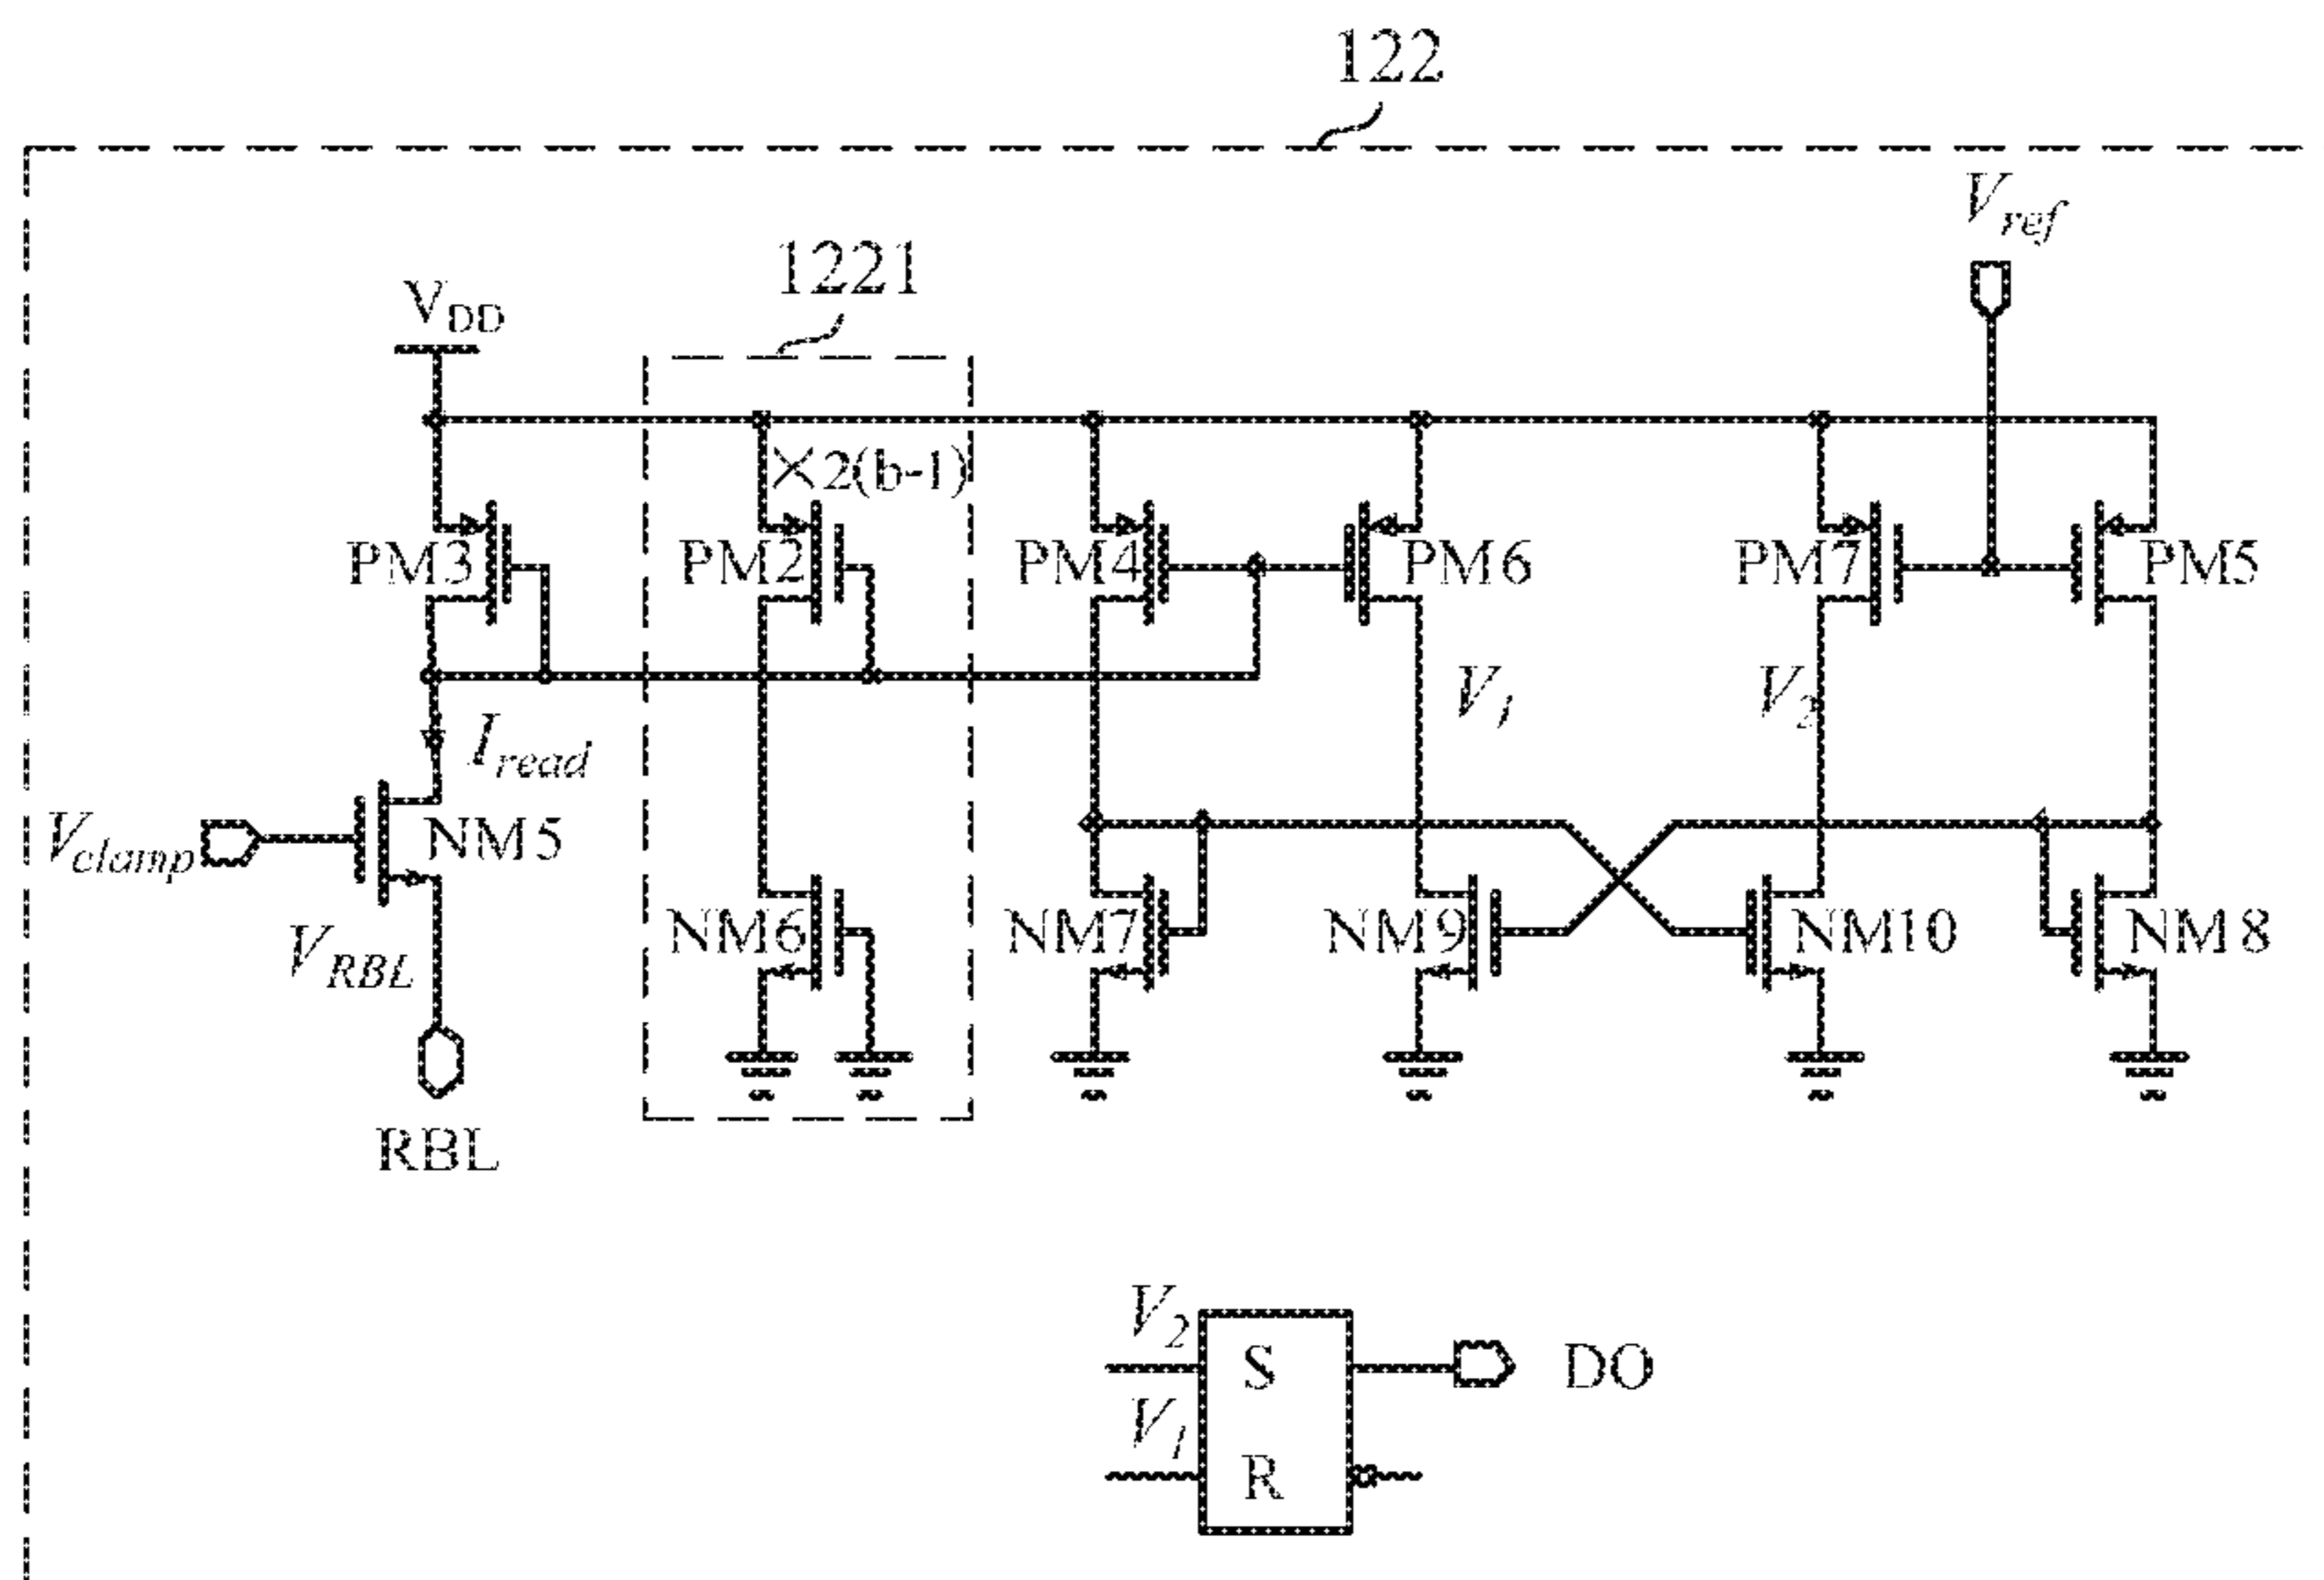 122
V_ref
1221
V_DD
×2(b-1)
PM3 PM2 PM4 PM6 PM7 PM5
V_1 V_2
I_read
V_clamp NM5
V_RBL NM6 NM7 NM9 NM10 NM8
RBL
V_2 S DO
V_1 R